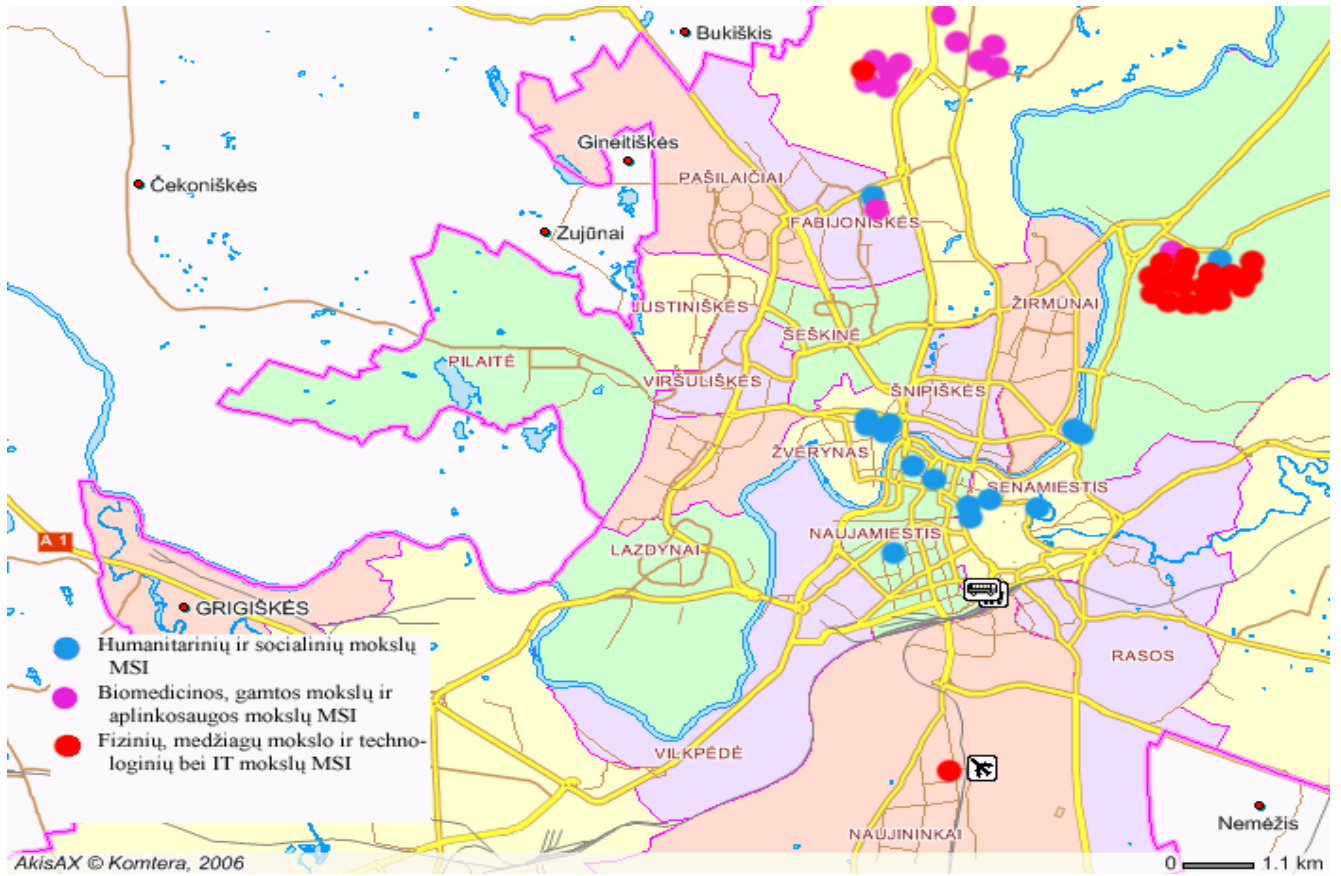 Bukiškis
Gineitiškės
PAŠILAIČIAI
Čekoniškės
FABIJONIŠKĖS
Zujūnai
JUSTINIŠKĖS
ŽIRMŪNAI
ŠEŠKINĖ
PILAITĖ
VIRŠULIŠKĖS
ŠNIPIŠKĖS
ŽVĖRYNAS
SENAMIESTIS
A 1
NAUJAMIESTIS
LAZDYNAI
GRIGIŠKĖS
Humanitarinių ir socialinių mokslų
MSI
RASOS
Biomedicinos, gamtos mokslų ir
aplinkosaugos mokslų MSI
Fizinių, medžiagų mokslo ir techno-
loginių bei IT mokslų MSI
VILKPĖDĖ
Nemėžis
NAUJININKAI
AkisAX © Komtera, 2006
0 1.1 km